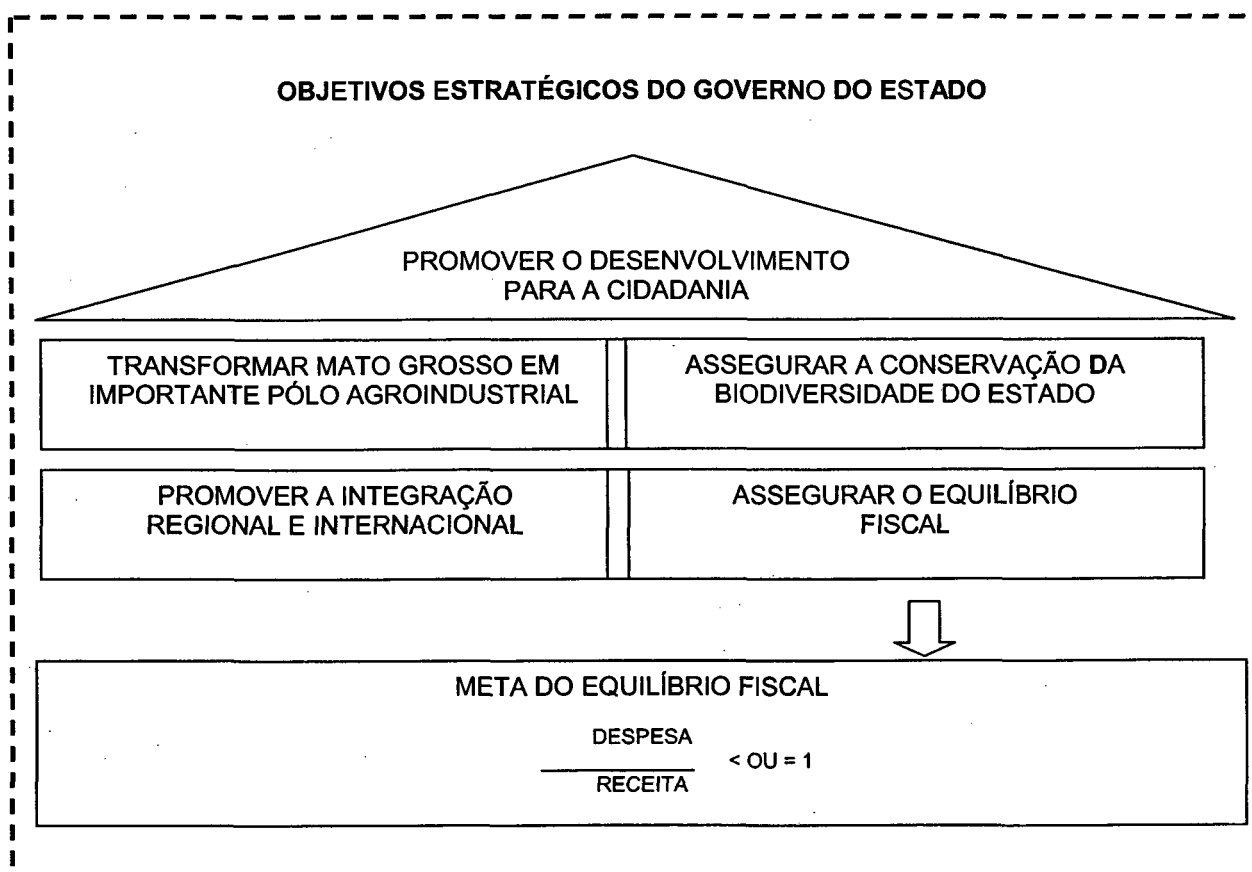 OBJETIVOS ESTRATÉGICOS DO GOVERNO DO ESTADO
PROMOVER O DESENVOLVIMENTO
PARA A CIDADANIA
TRANSFORMAR MATO GROSSO EM
IMPORTANTE PÓLO AGROINDUSTRIAL
ASSEGURAR A CONSERVAÇÃO DA
BIODIVERSIDADE DO ESTADO
PROMOVER A INTEGRAÇÃO
REGIONAL E INTERNACIONAL
ASSEGURAR O EQUILÍBRIO
FISCAL
META DO EQUILÍBRIO FISCAL
DESPESA
< OU = 1
RECEITA